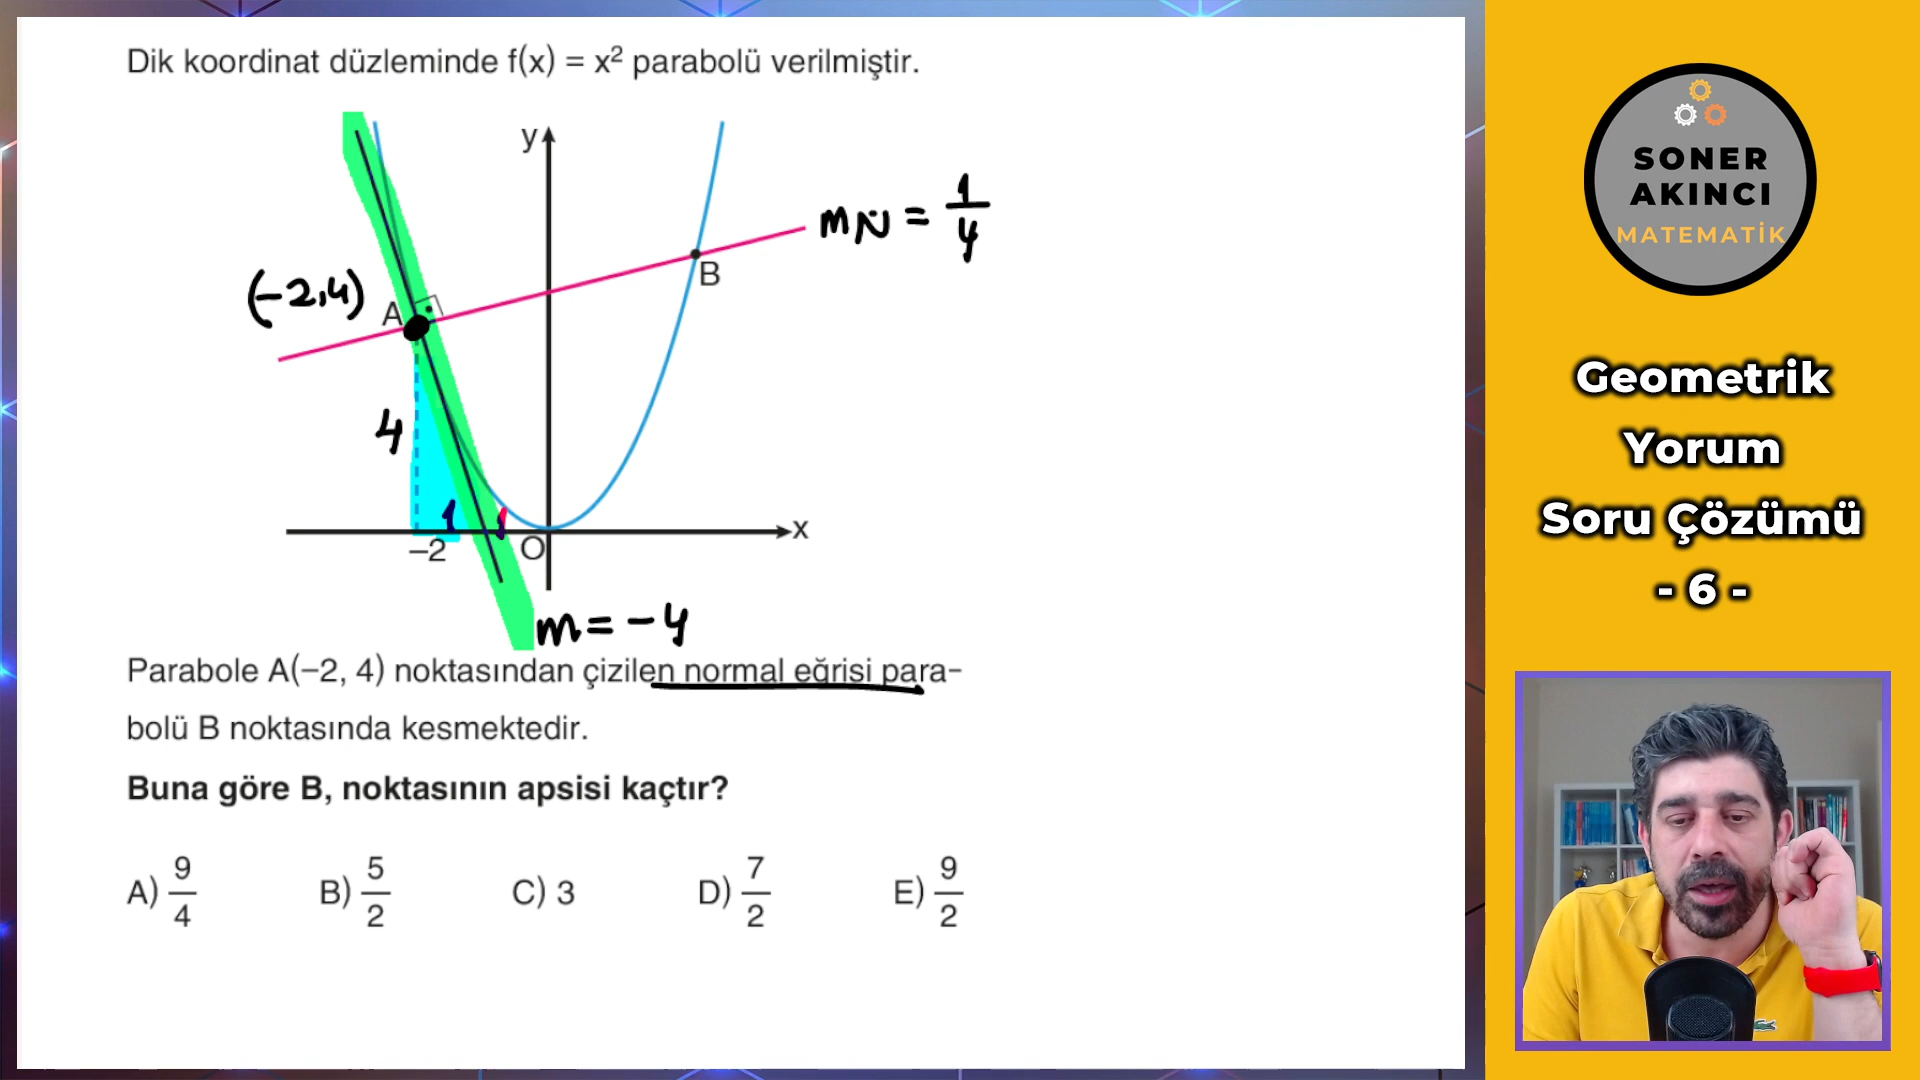 Dik koordinat düzleminde f(x) = x² parabolü verilmiştir.
y
mN = 1/4
B
(-2,4)
A
4
1 1
-2 O x
m = -4
Parabole A(–2, 4) noktasından çizilen normal eğrisi para-
bolü B noktasında kesmektedir.
Buna göre B, noktasının apsisi kaçtır?
A) 9/4 B) 5/2 C) 3 D) 7/2 E) 9/2
SONER
AKINCI
MATEMATİK
Geometrik
Yorum
Soru Çözümü
- 6 -